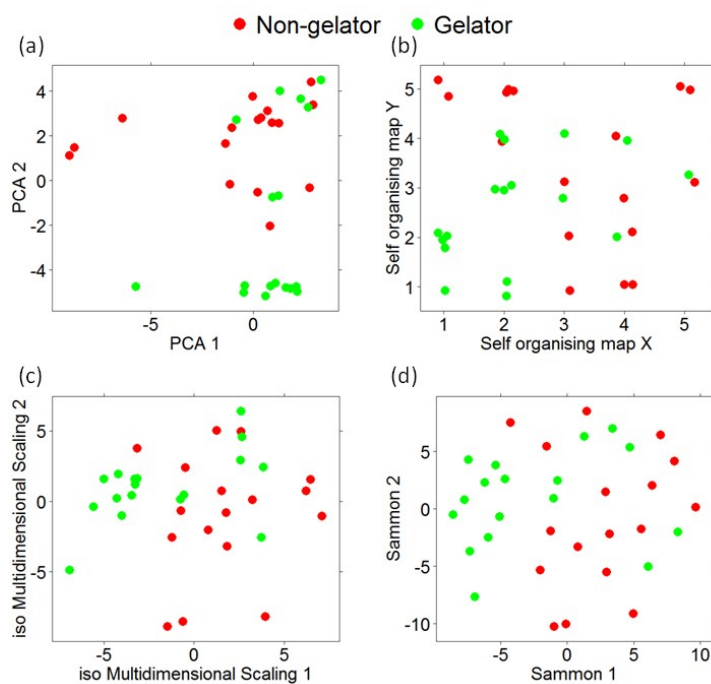 Non-gelator Gelator
(a)
4
2
0
-2
-4
PCA 2
-5 0
PCA 1
(b)
5
4
3
2
1
Self organising map Y
1 2 3 4 5
Self organising map X
(c)
5
0
-5
iso Multidimensional Scaling 2
-5 0 5
iso Multidimensional Scaling 1
(d)
5
0
-5
-10
Sammon 2
-5 0 5 10
Sammon 1